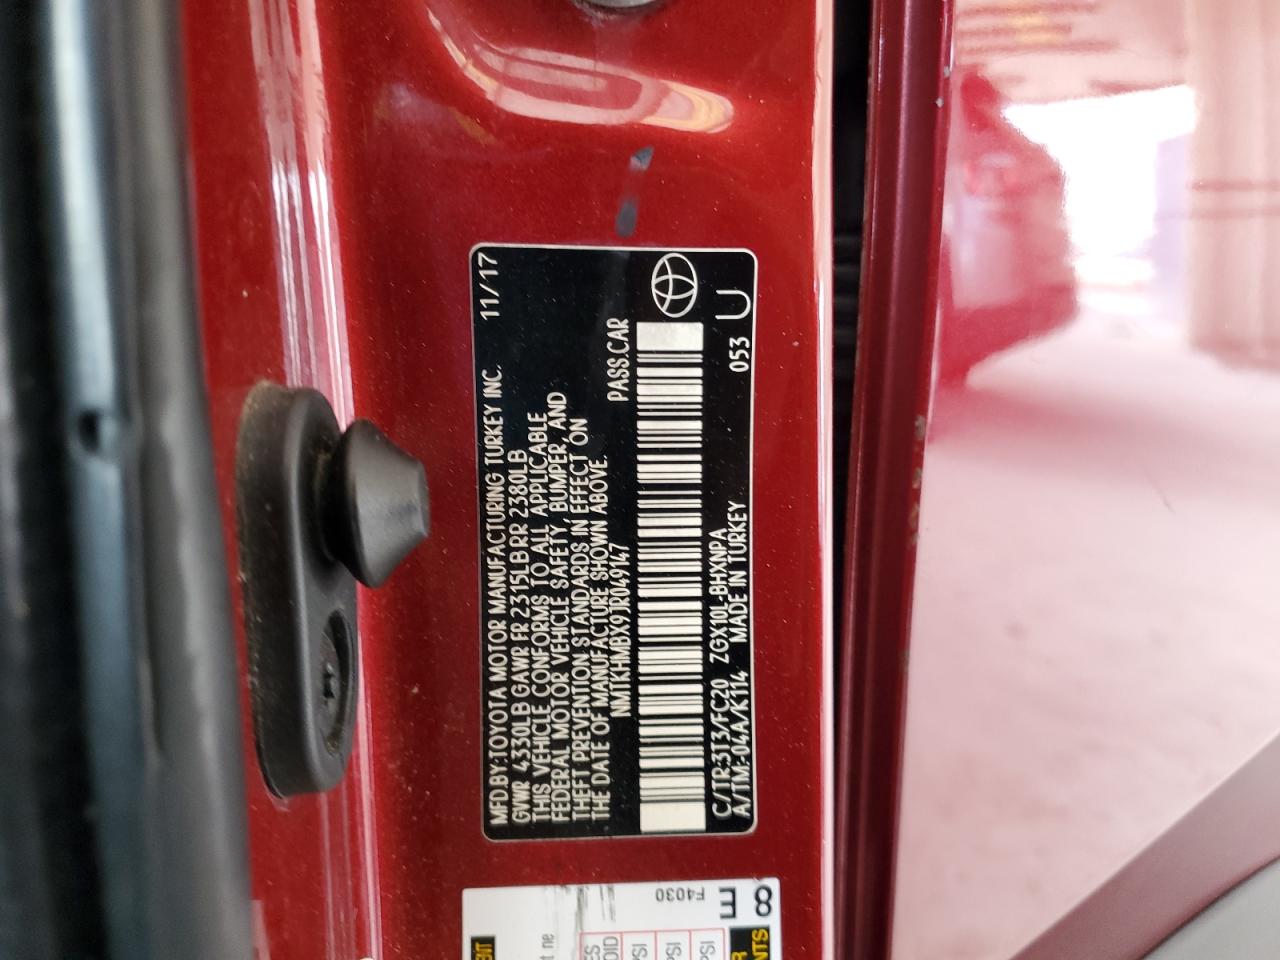 MFD.BY:TOYOTA MOTOR MANUFACTURING TURKEY INC. 11/17
GVWR 4330LB GAWR FR 2315LB RR 2380LB
THIS VEHICLE CONFORMS TO ALL APPLICABLE
FEDERAL MOTOR VEHICLE SAFETY, BUMPER, AND
THEFT PREVENTION STANDARDS IN EFFECT ON
THE DATE OF MANUFACTURE SHOWN ABOVE.
NMTKHMBX9JR049147 PASS.CAR
C/TR:3T3/FC20 ZGX10L-BHXNPA
A/TM:-04A/K114 MADE IN TURKEY 053 U
F4030
8E
PSI
PSI
PSI